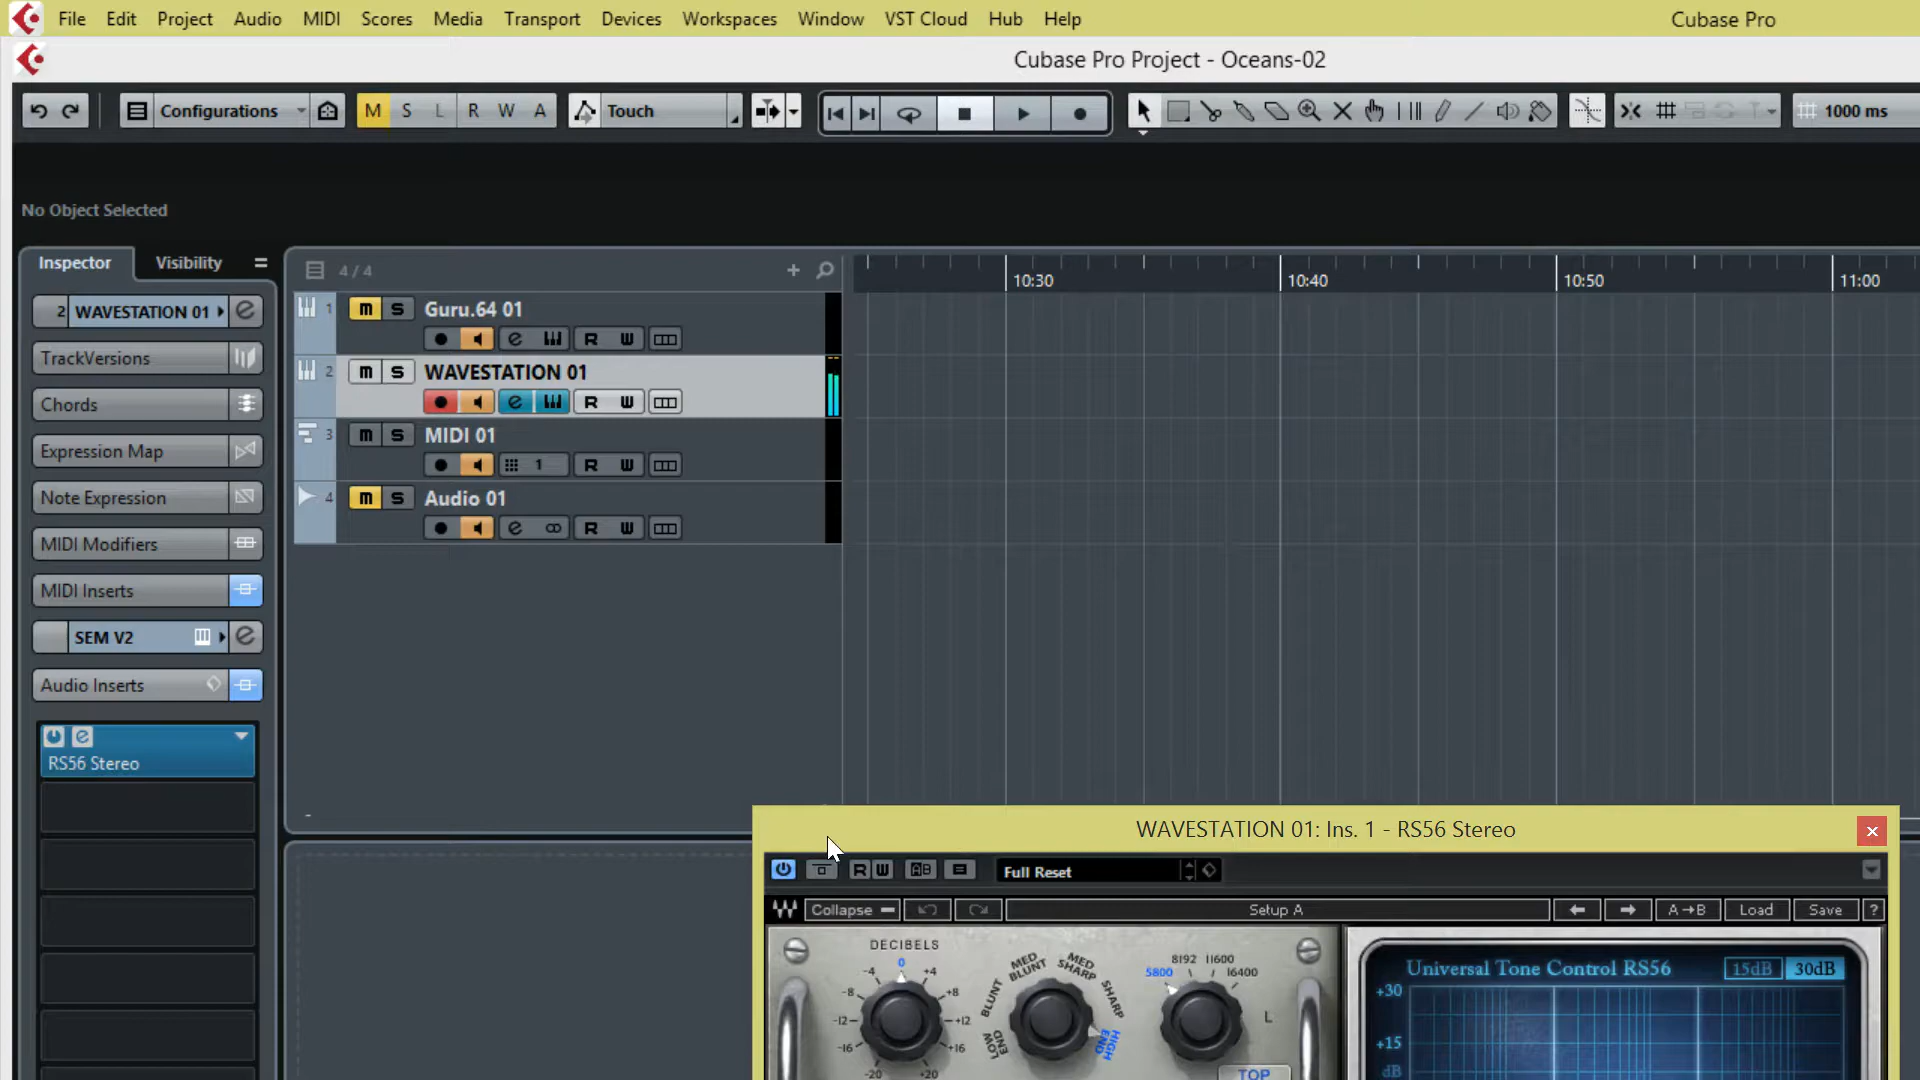 File Edit Project Audio MIDI Scores Media Transport Devices Workspaces Window VST Cloud Hub Help Cubase Pro
Cubase Pro Project - Oceans-02
Configurations M S L R W A Touch 1000 ms
No Object Selected
Inspector Visibility
4 / 4
10:30 10:40 10:50 11:00
2 WAVESTATION 01
TrackVersions
Chords
Expression Map
Note Expression
MIDI Modifiers
MIDI Inserts
SEM V2
Audio Inserts
RS56 Stereo
1 m S Guru.64 01
e R W
2 m S WAVESTATION 01
e R W
3 m S MIDI 01
1 R W
4 m S Audio 01
e R W
WAVESTATION 01: Ins. 1 - RS56 Stereo
R W AB Full Reset
Collapse Setup A A→B Load Save ?
DECIBELS
0
-4 +4
-8 +8
-12 +12
-16 +16
-20 +20
LOW END BLUNT MED BLUNT MED SHARP SHARP HIGH END
5800 8192 11600 16400
L
TOP
Universal Tone Control RS56 15dB 30dB
+30
+15
dB